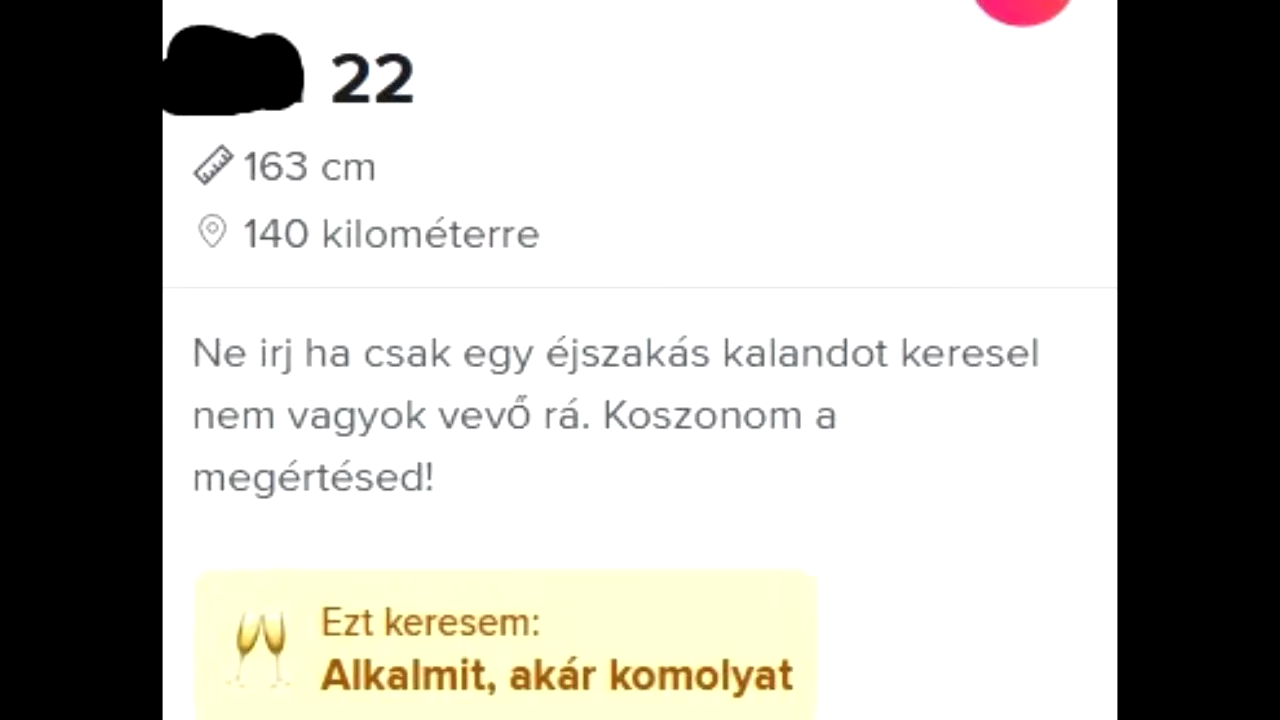 22
163 cm
140 kilométerre
Ne irj ha csak egy éjszakás kalandot keresel
nem vagyok vevő rá. Koszonom a
megértésed!
Ezt keresem:
Alkalmit, akár komolyat